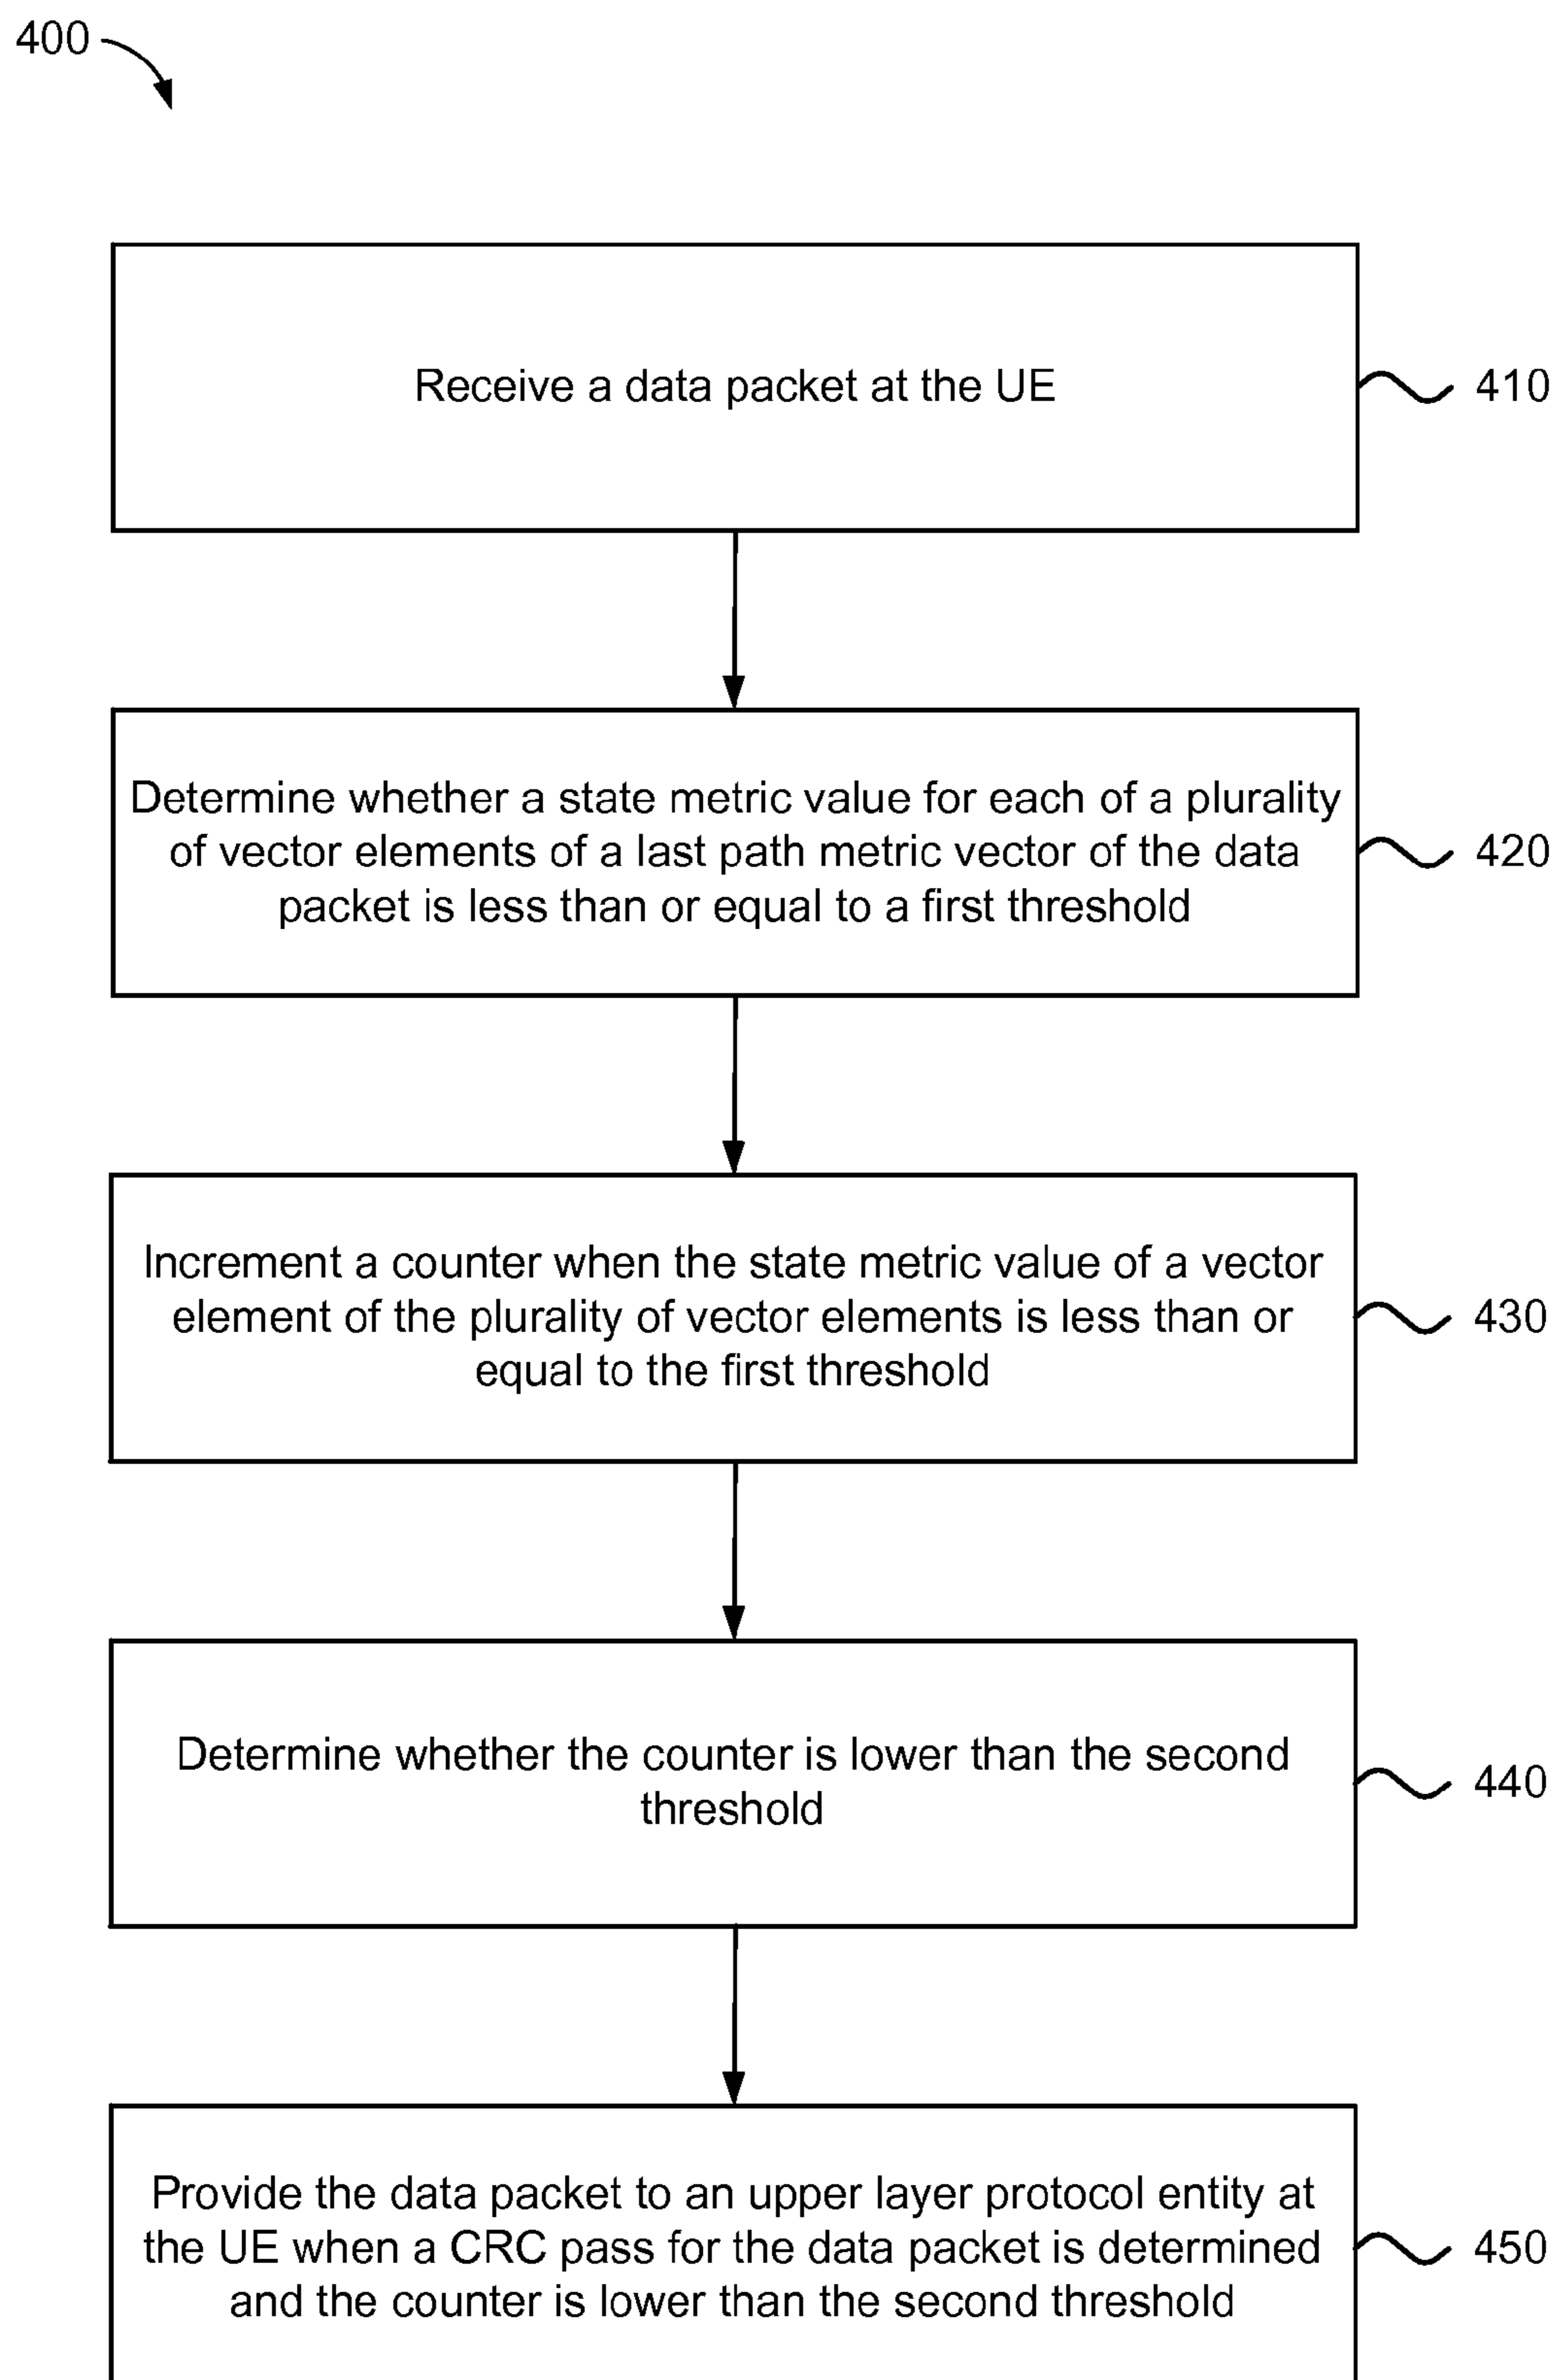 400
Receive a data packet at the UE
410
Determine whether a state metric value for each of a plurality
of vector elements of a last path metric vector of the data
packet is less than or equal to a first threshold
420
Increment a counter when the state metric value of a vector
element of the plurality of vector elements is less than or
equal to the first threshold
430
Determine whether the counter is lower than the second
threshold
440
Provide the data packet to an upper layer protocol entity at
the UE when a CRC pass for the data packet is determined
and the counter is lower than the second threshold
450